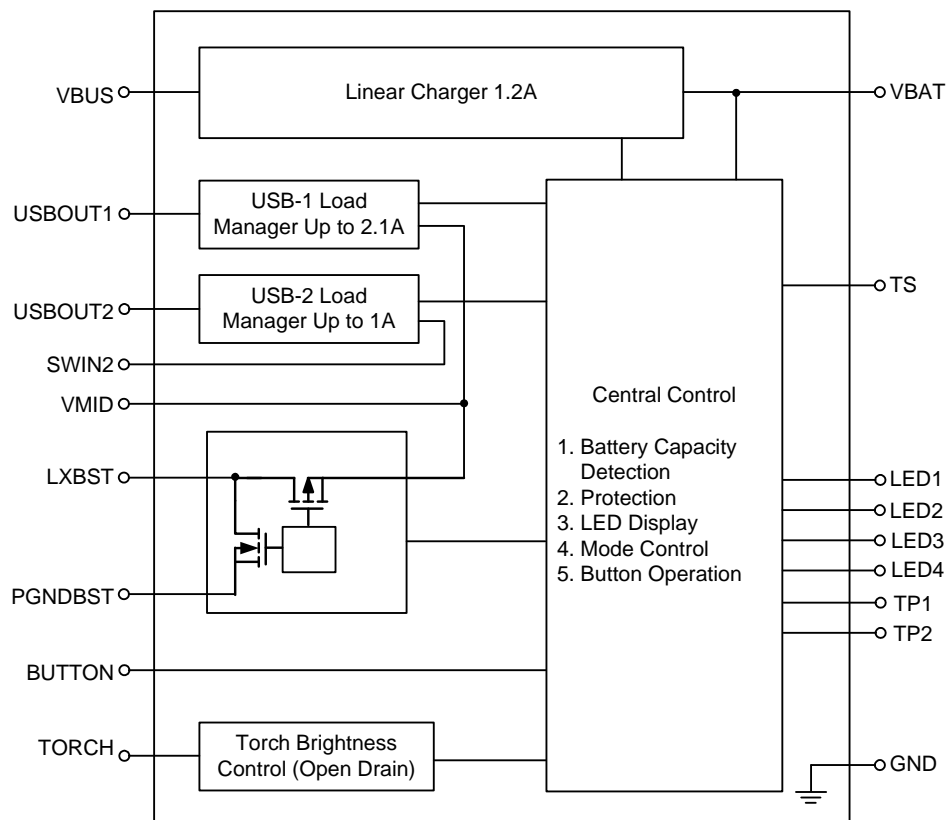 VBUS
Linear Charger 1.2A
VBAT
USBOUT1
USB-1 Load
Manager Up to 2.1A
USBOUT2
USB-2 Load
Manager Up to 1A
TS
SWIN2
VMID
LXBST
PGNDBST
Central Control
1. Battery Capacity
Detection
2. Protection
3. LED Display
4. Mode Control
5. Button Operation
LED1
LED2
LED3
LED4
TP1
TP2
BUTTON
TORCH
Torch Brightness
Control (Open Drain)
GND